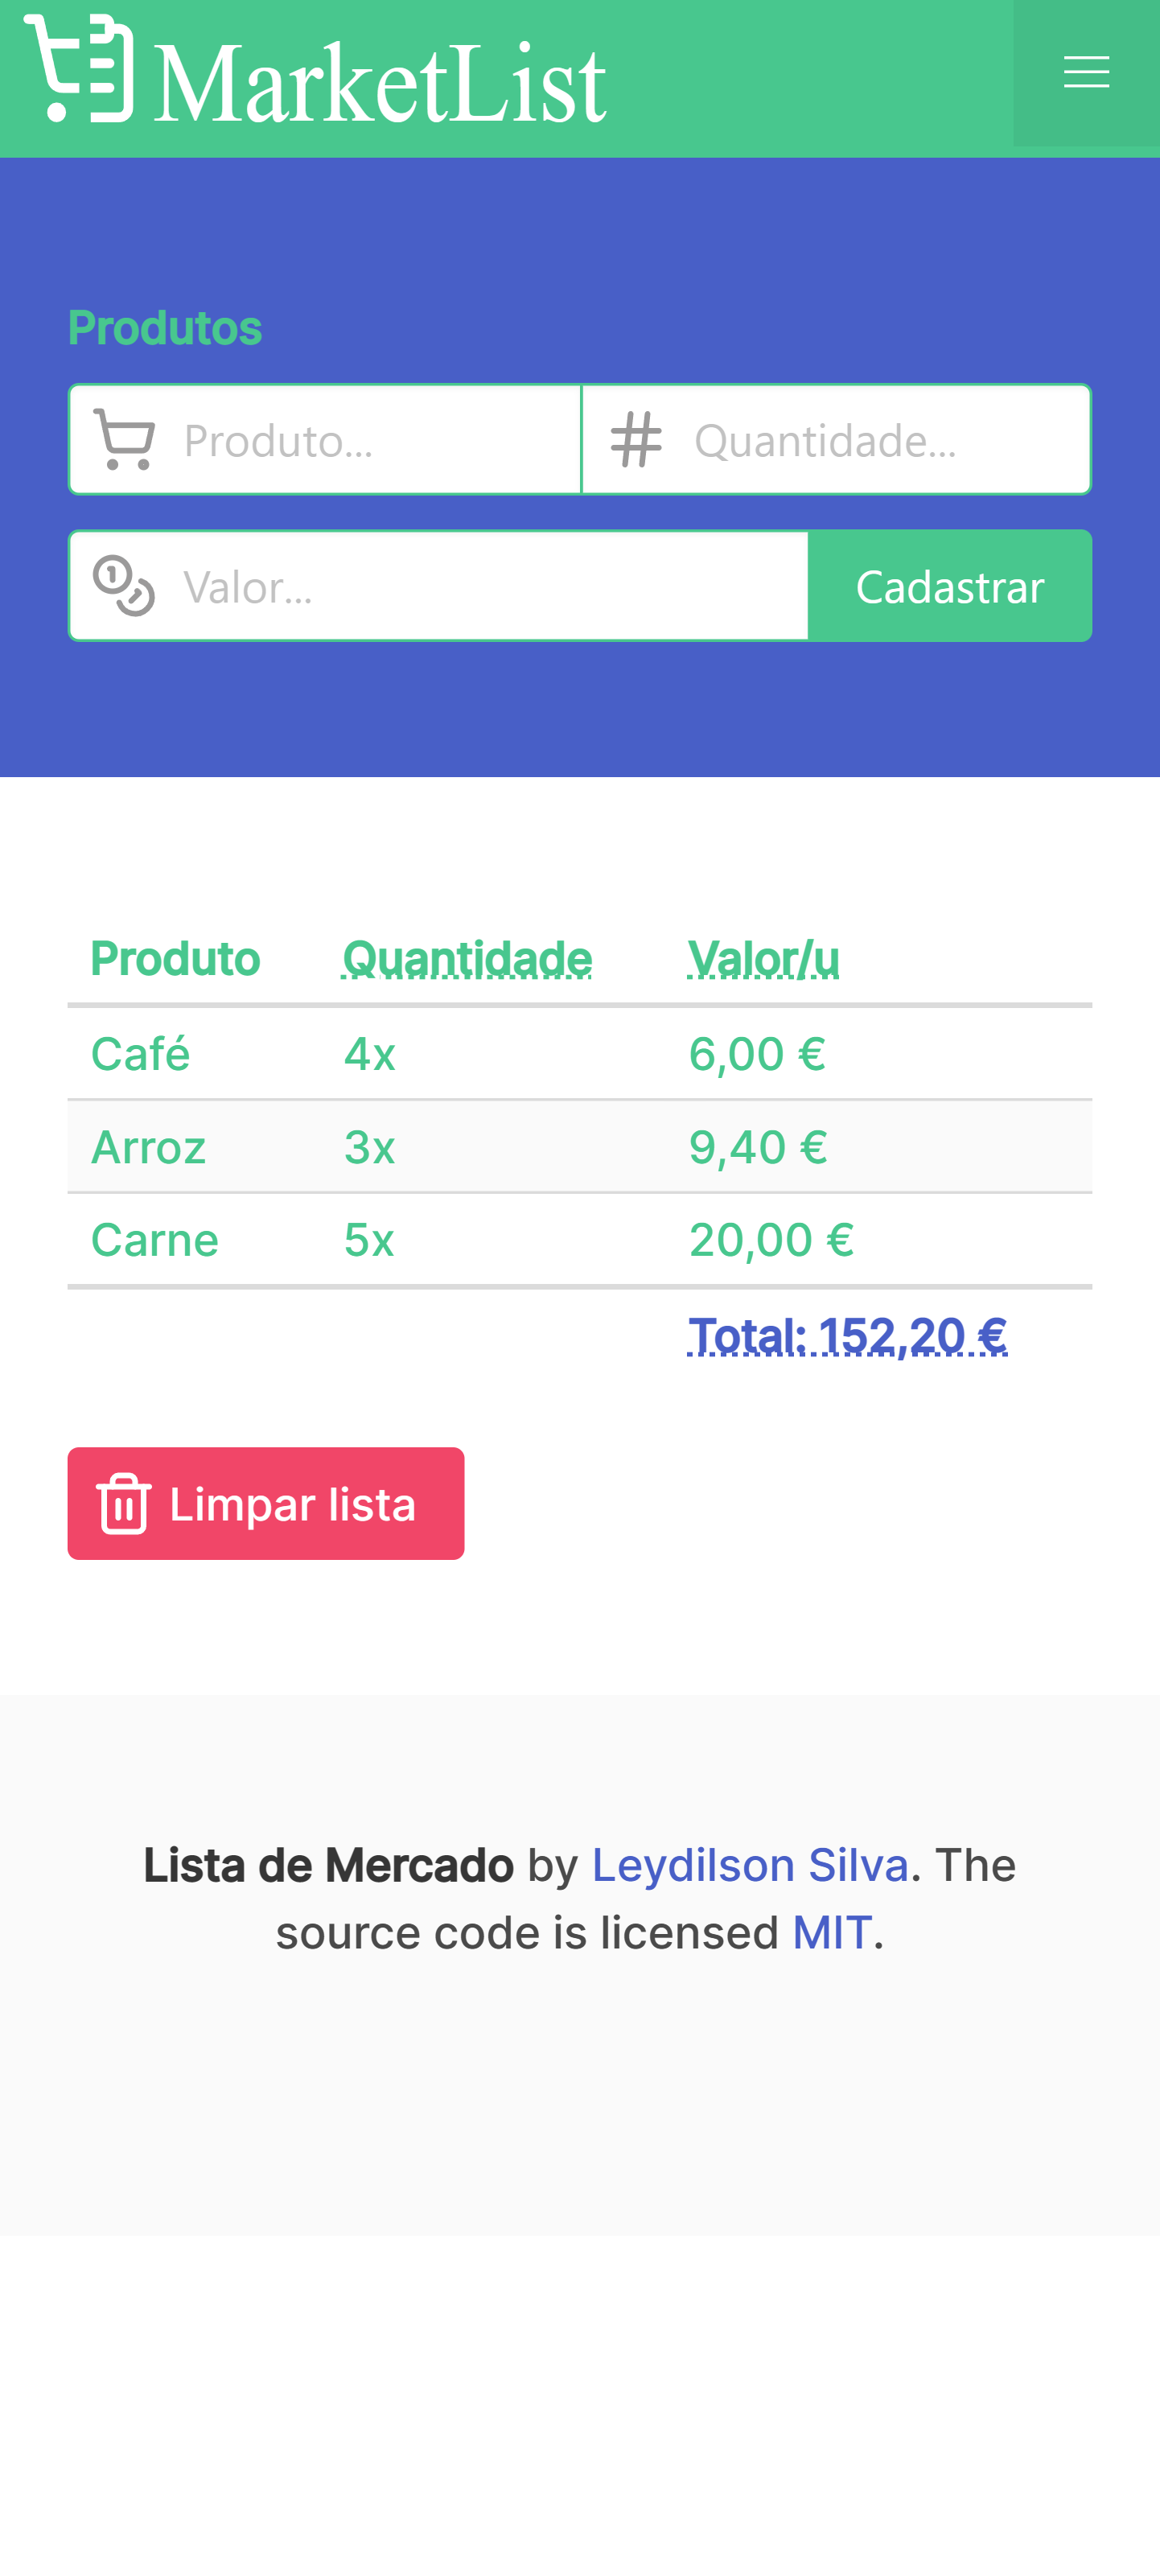 MarketList
Produtos
Produto...
Quantidade...
Valor...
Cadastrar
Produto Quantidade Valor/u
Café 4x 6,00 €
Arroz 3x 9,40 €
Carne 5x 20,00 €
Total: 152,20 €
Limpar lista
Lista de Mercado by Leydilson Silva. The
source code is licensed MIT.